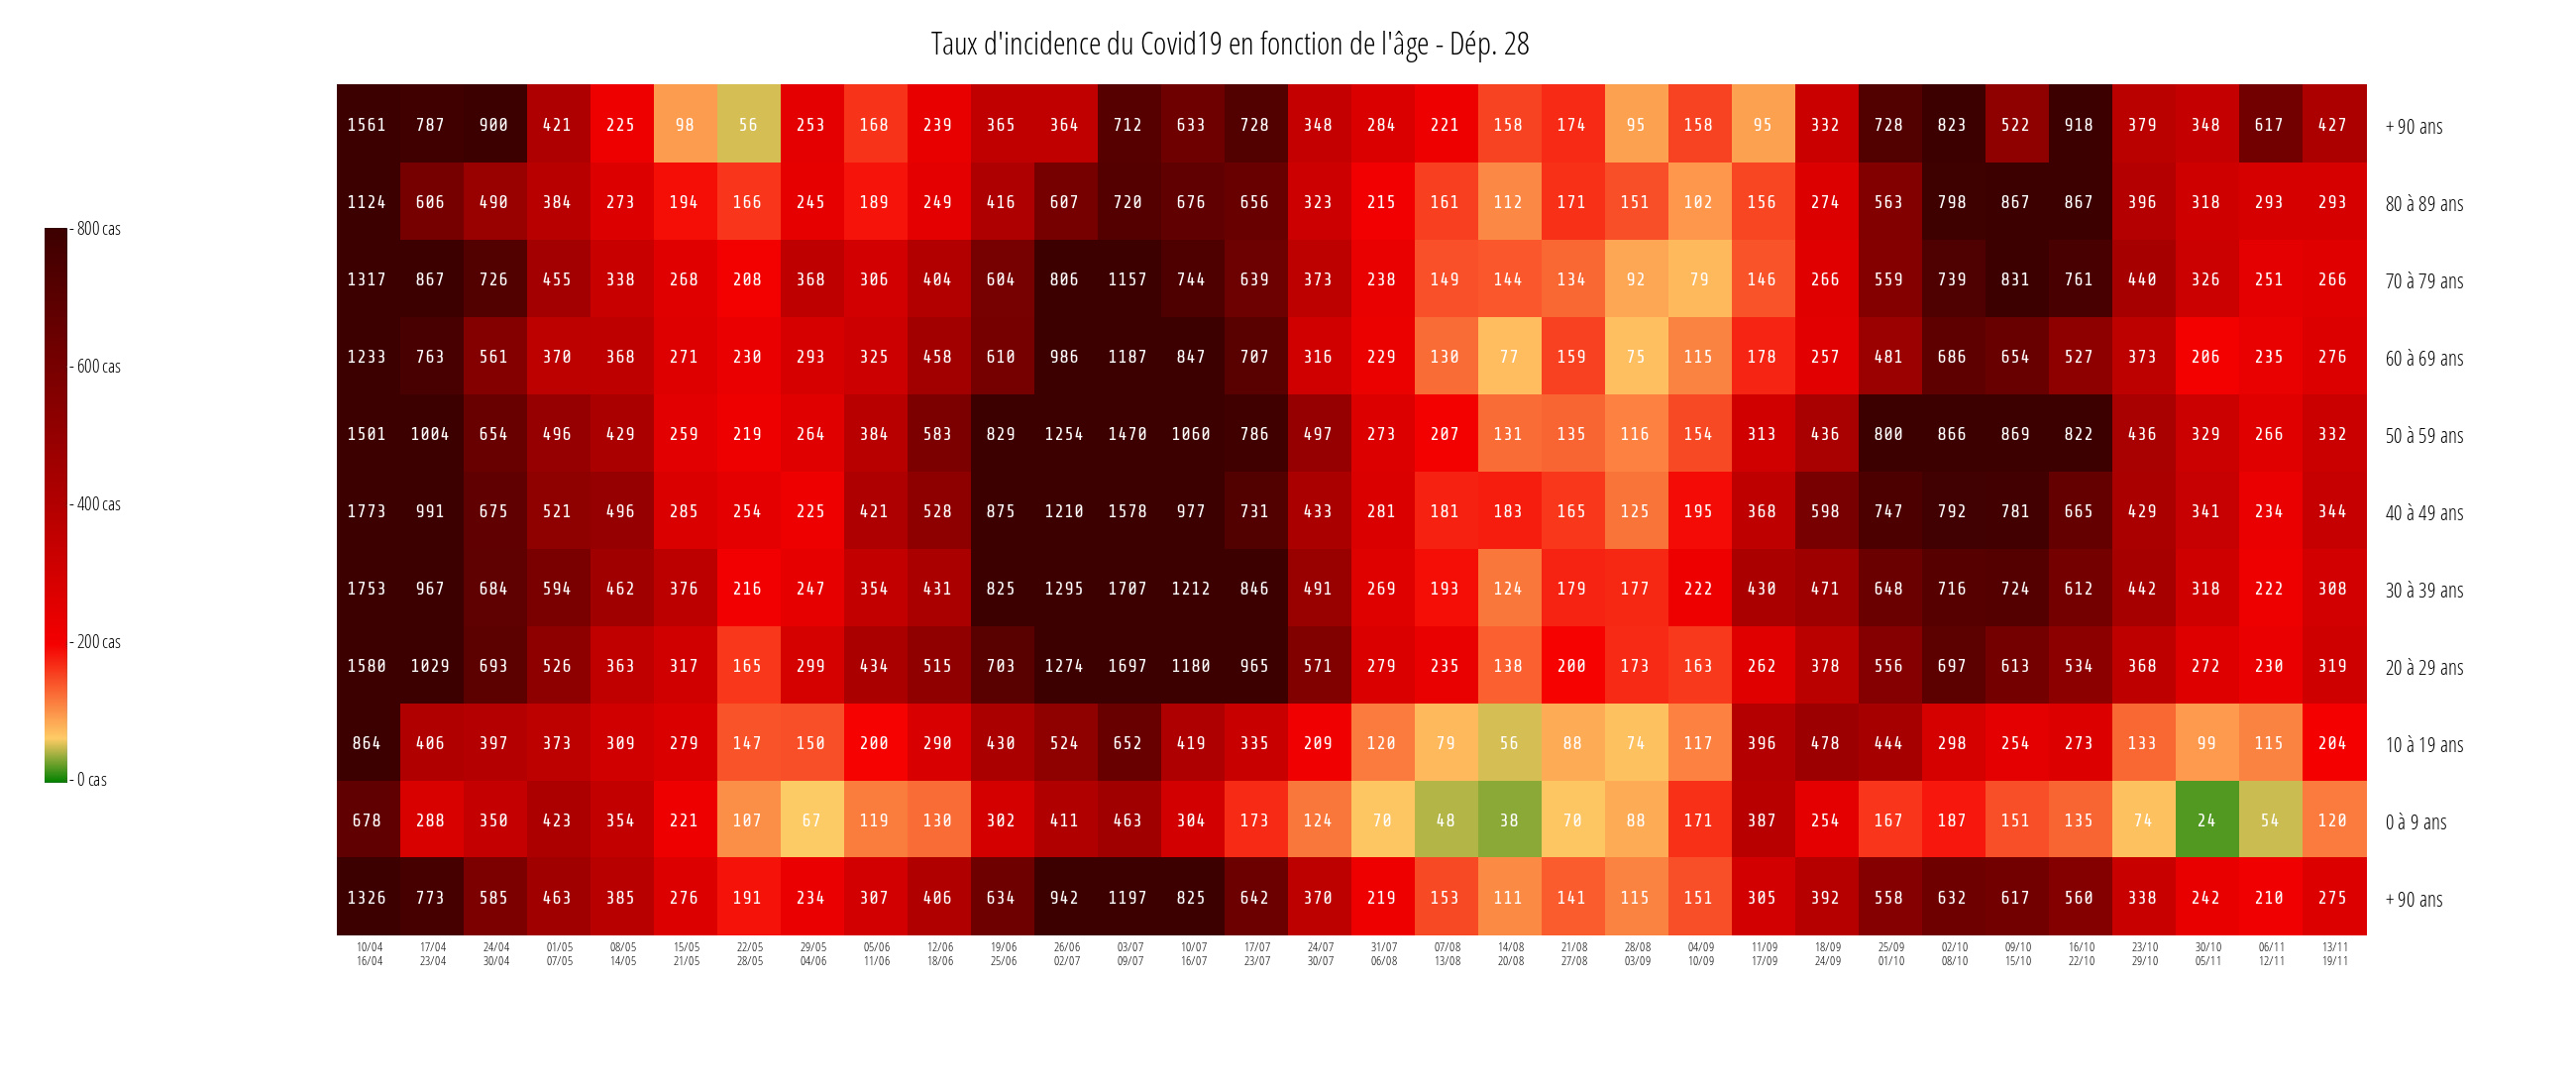 Taux d'incidence du Covid19 en fonction de l'âge - Dép. 28
1561 787 900 421 225 98 56 253 168 239 365 364 712 633 728 348 284 221 158 174 95 158 95 332 728 823 522 918 379 348 617 427 + 90 ans
1124 606 490 384 273 194 166 245 189 249 416 607 720 676 656 323 215 161 112 171 151 102 156 274 563 798 867 867 396 318 293 293 80 à 89 ans
- 800 cas
1317 867 726 455 338 268 208 368 306 404 604 806 1157 744 639 373 238 149 144 134 92 79 146 266 559 739 831 761 440 326 251 266 70 à 79 ans
1233 763 561 370 368 271 230 293 325 458 610 986 1187 847 707 316 229 130 77 159 75 115 178 257 481 686 654 527 373 206 235 276 60 à 69 ans
- 600 cas
1501 1004 654 496 429 259 219 264 384 583 829 1254 1470 1060 786 497 273 207 131 135 116 154 313 436 800 866 869 822 436 329 266 332 50 à 59 ans
- 400 cas
1773 991 675 521 496 285 254 225 421 528 875 1210 1578 977 731 433 281 181 183 165 125 195 368 598 747 792 781 665 429 341 234 344 40 à 49 ans
1753 967 684 594 462 376 216 247 354 431 825 1295 1707 1212 846 491 269 193 124 179 177 222 430 471 648 716 724 612 442 318 222 308 30 à 39 ans
- 200 cas
1580 1029 693 526 363 317 165 299 434 515 703 1274 1697 1180 965 571 279 235 138 200 173 163 262 378 556 697 613 534 368 272 230 319 20 à 29 ans
864 406 397 373 309 279 147 150 200 290 430 524 652 419 335 209 120 79 56 88 74 117 396 478 444 298 254 273 133 99 115 204 10 à 19 ans
- 0 cas
678 288 350 423 354 221 107 67 119 130 302 411 463 304 173 124 70 48 38 70 88 171 387 254 167 187 151 135 74 24 54 120 0 à 9 ans
1326 773 585 463 385 276 191 234 307 406 634 942 1197 825 642 370 219 153 111 141 115 151 305 392 558 632 617 560 338 242 210 275 + 90 ans
10/04 17/04 24/04 01/05 08/05 15/05 22/05 29/05 05/06 12/06 19/06 26/06 03/07 10/07 17/07 24/07 31/07 07/08 14/08 21/08 28/08 04/09 11/09 18/09 25/09 02/10 09/10 16/10 23/10 30/10 06/11 13/11
16/04 23/04 30/04 07/05 14/05 21/05 28/05 04/06 11/06 18/06 25/06 02/07 09/07 16/07 23/07 30/07 06/08 13/08 20/08 27/08 03/09 10/09 17/09 24/09 01/10 08/10 15/10 22/10 29/10 05/11 12/11 19/11